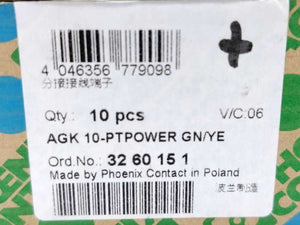 4 046356 779098
分接接线端子
Qty.: 10 pcs
V/C:06
AGK 10-PTPOWER GN/YE
Ord.No.: 32 60 15 1
Made by Phoenix Contact in Poland
皮兰制造